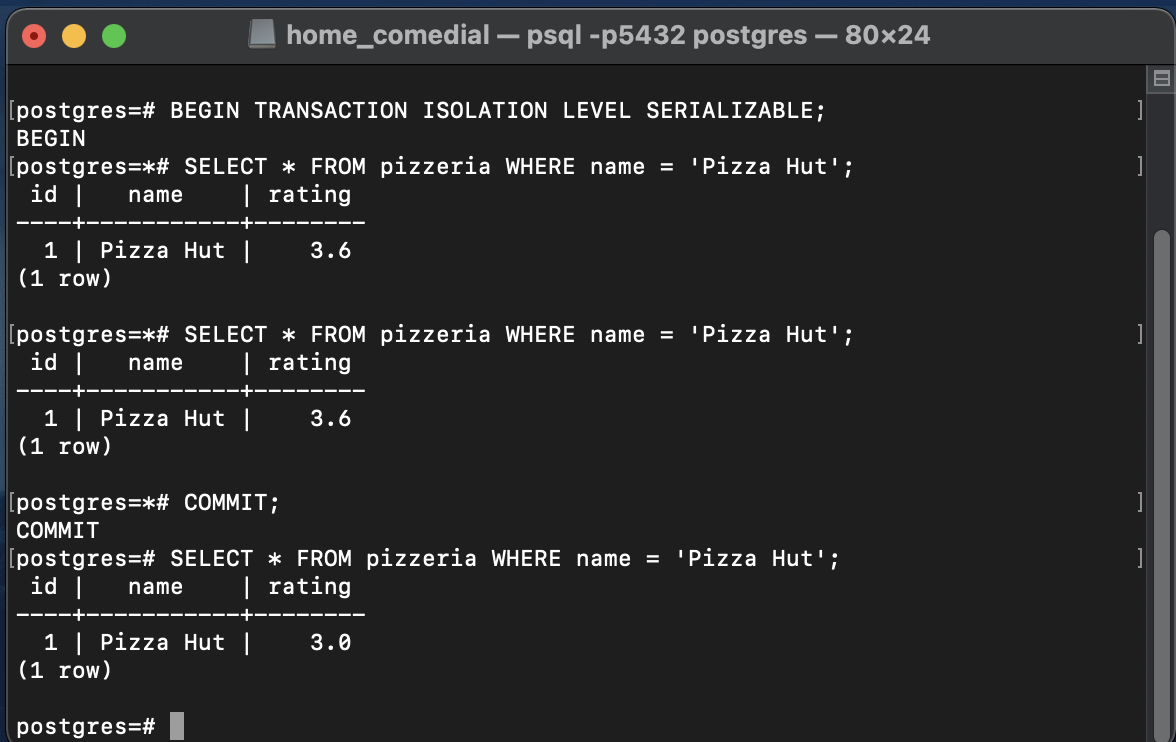 home_comedial — psql -p5432 postgres — 80×24
[postgres=# BEGIN TRANSACTION ISOLATION LEVEL SERIALIZABLE; ]
BEGIN
[postgres=*# SELECT * FROM pizzeria WHERE name = 'Pizza Hut'; ]
 id |   name    | rating
----+-----------+--------
  1 | Pizza Hut |    3.6
(1 row)
[postgres=*# SELECT * FROM pizzeria WHERE name = 'Pizza Hut'; ]
 id |   name    | rating
----+-----------+--------
  1 | Pizza Hut |    3.6
(1 row)
[postgres=*# COMMIT; ]
COMMIT
[postgres=# SELECT * FROM pizzeria WHERE name = 'Pizza Hut'; ]
 id |   name    | rating
----+-----------+--------
  1 | Pizza Hut |    3.0
(1 row)
postgres=#